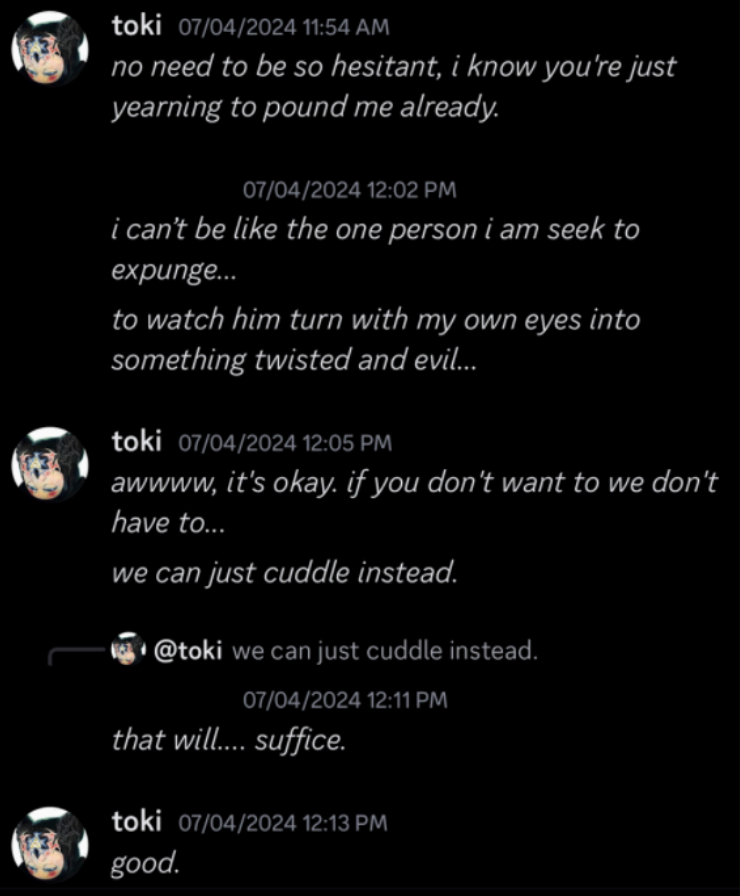 toki 07/04/2024 11:54 AM
no need to be so hesitant, i know you're just
yearning to pound me already.
07/04/2024 12:02 PM
i can't be like the one person i am seek to
expunge...
to watch him turn with my own eyes into
something twisted and evil...
toki 07/04/2024 12:05 PM
awwww, it's okay. if you don't want to we don't
have to...
we can just cuddle instead.
@toki we can just cuddle instead.
07/04/2024 12:11 PM
that will.... suffice.
toki 07/04/2024 12:13 PM
good.